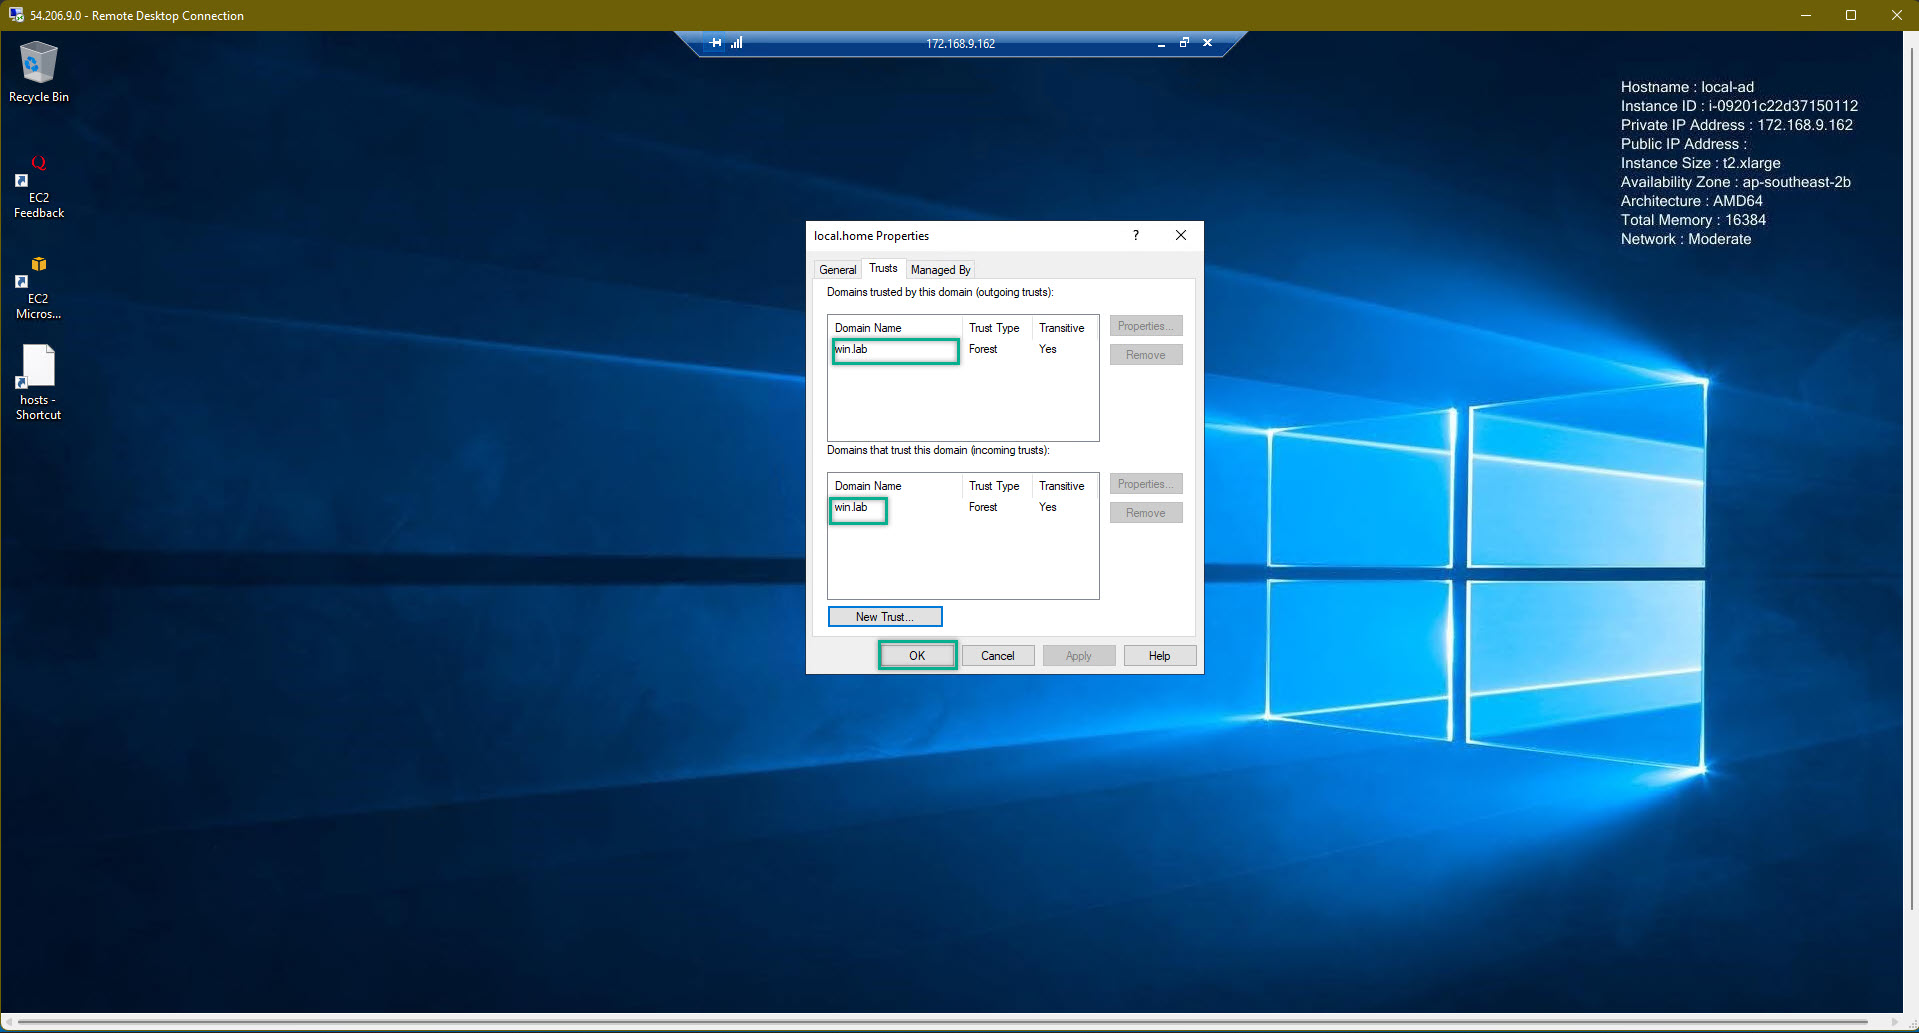 54.206.9.0 - Remote Desktop Connection
172.168.9.162
Recycle Bin
EC2
Feedback
EC2
Micros...
hosts -
Shortcut
Hostname : local-ad
Instance ID : i-09201c22d37150112
Private IP Address : 172.168.9.162
Public IP Address :
Instance Size : t2.xlarge
Availability Zone : ap-southeast-2b
Architecture : AMD64
Total Memory : 16384
Network : Moderate
local.home Properties
?
General Trusts Managed By
Domains trusted by this domain (outgoing trusts):
Domain Name Trust Type Transitive Properties...
win.lab Forest Yes Remove
Domains that trust this domain (incoming trusts):
Domain Name Trust Type Transitive Properties...
win.lab Forest Yes Remove
New Trust...
OK Cancel Apply Help